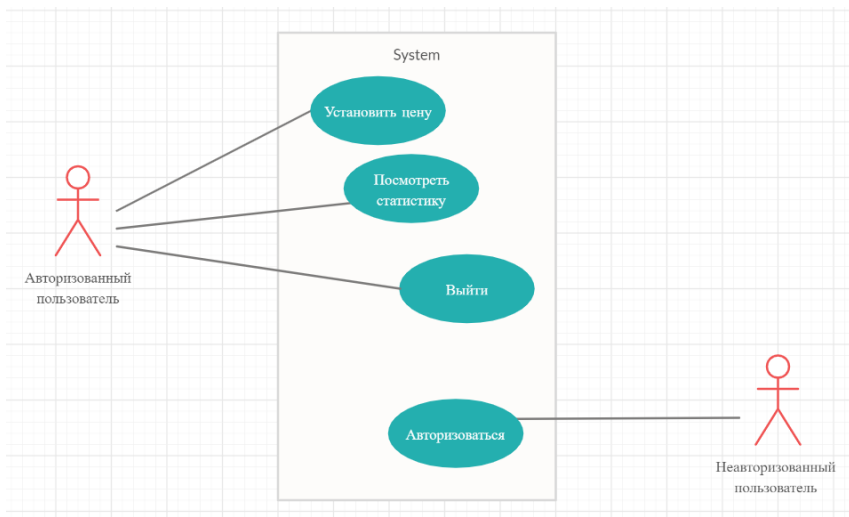 System
Установить цену
Посмотреть
статистику
Выйти
Авторизованный
пользователь
Авторизоваться
Неавторизованный
пользователь